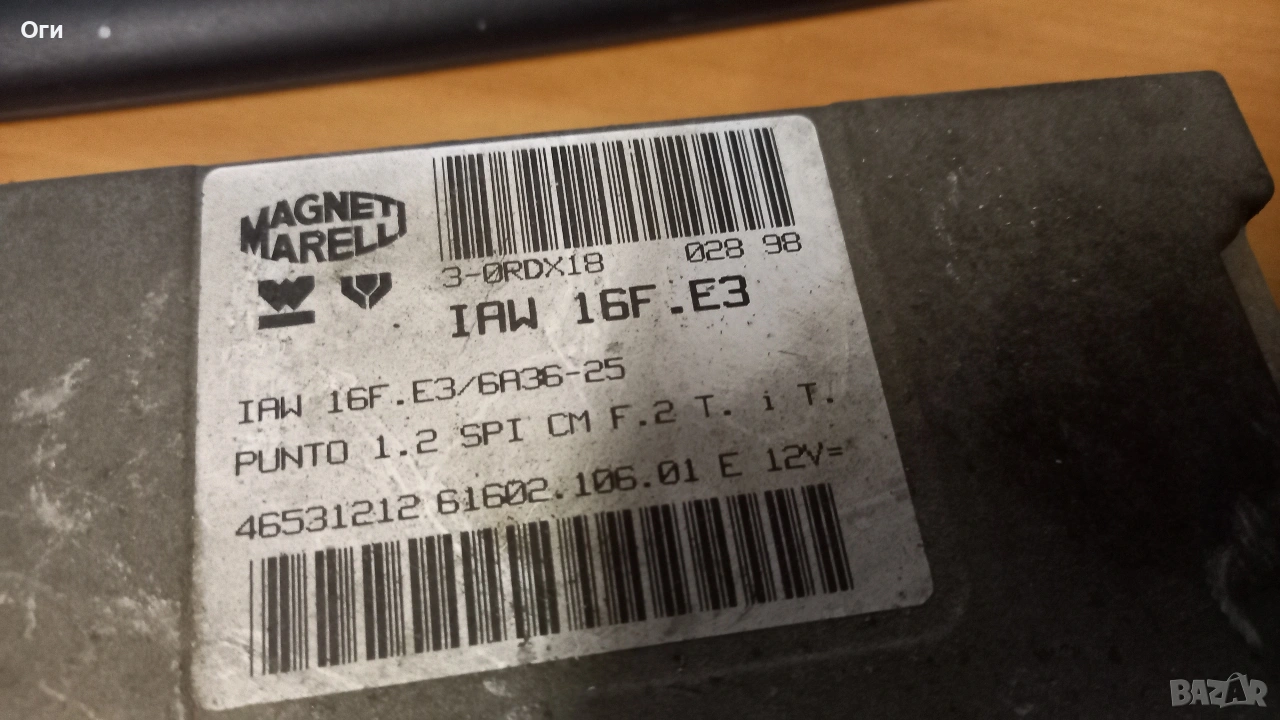 Оги
MAGNETI
MARELLI
3-0RDX18 028 98
IAW 16F.E3
IAW 16F.E3/6A36-25
PUNTO 1.2 SPI CM F.2 T. i T.
46531212 61602.106.01 E 12V=
BAZAR